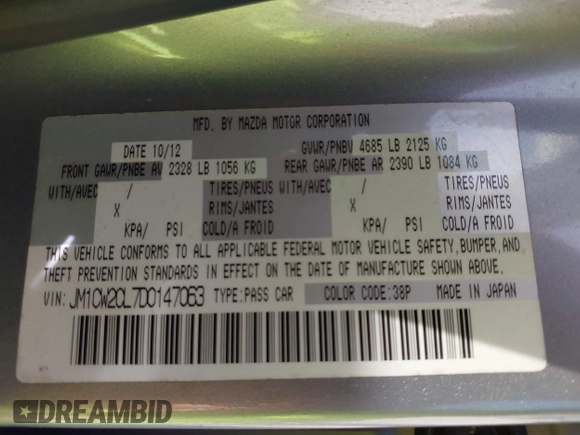 MFD. BY MAZDA MOTOR CORPORATION
DATE 10/12 GVWR/PNBV 4685 LB 2125 KG
FRONT GAWR/PNBE AV 2328 LB 1056 KG REAR GAWR/PNBE AR 2390 LB 1084 KG
WITH/AVEC / TIRES/PNEUS WITH/AVEC / TIRES/PNEUS
X RIMS/JANTES X RIMS/JANTES
KPA/ PSI COLD/A FROID KPA/ PSI COLD/A FROID
THIS VEHICLE CONFORMS TO ALL APPLICABLE FEDERAL MOTOR VEHICLE SAFETY, BUMPER, AND
THEFT PREVENTION STANDARDS IN EFFECT ON THE DATE OF MANUFACTURE SHOWN ABOVE.
VIN: JM1CW2CL7D0147063 TYPE: PASS CAR COLOR CODE: 38P MADE IN JAPAN
DREAMBID